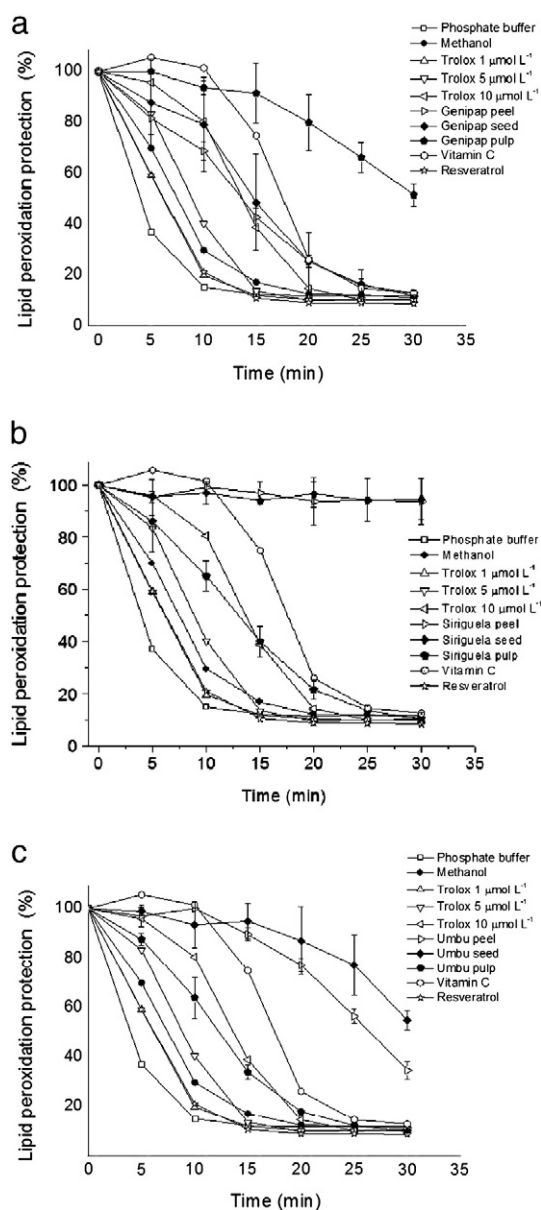 a
Lipid peroxidation protection (%)
100
80
60
40
20
0
0 5 10 15 20 25 30 35
Time (min)
Phosphate buffer
Methanol
Trolox 1 μmol L⁻¹
Trolox 5 μmol L⁻¹
Trolox 10 μmol L⁻¹
Genipap peel
Genipap seed
Genipap pulp
Vitamin C
Resveratrol
b
Lipid peroxidation protection (%)
100
80
60
40
20
0
0 5 10 15 20 25 30 35
Time (min)
Phosphate buffer
Methanol
Trolox 1 μmol L⁻¹
Trolox 5 μmol L⁻¹
Trolox 10 μmol L⁻¹
Siriguela peel
Siriguela seed
Siriguela pulp
Vitamin C
Resveratrol
c
Lipid peroxidation protection (%)
100
80
60
40
20
0 5 10 15 20 25 30 35
Time (min)
Phosphate buffer
Methanol
Trolox 1 μmol L⁻¹
Trolox 5 μmol L⁻¹
Trolox 10 μmol L⁻¹
Umbu peel
Umbu seed
Umbu pulp
Vitamin C
Resveratrol